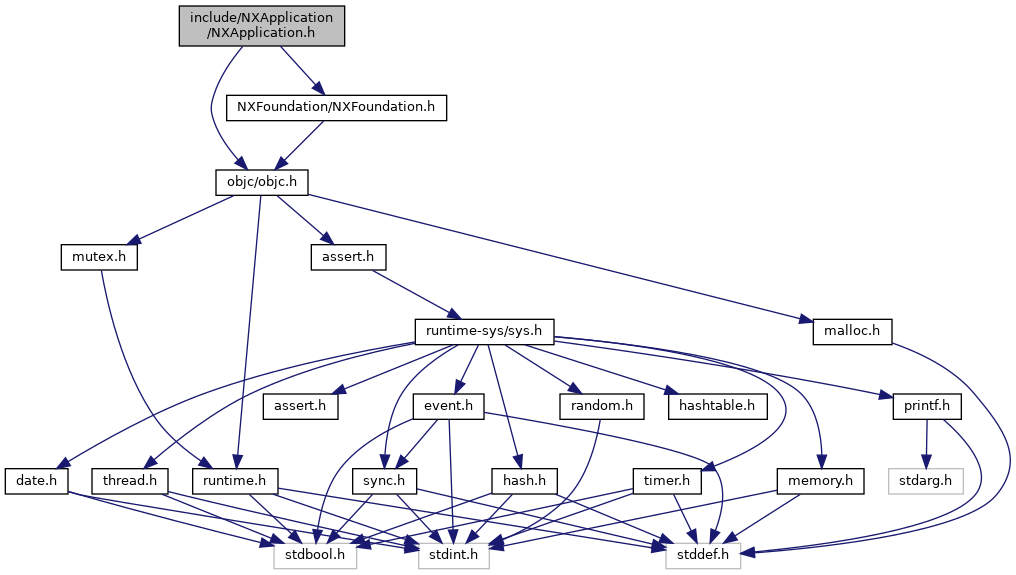 include/NXApplication
/NXApplication.h
NXFoundation/NXFoundation.h
objc/objc.h
mutex.h
assert.h
runtime-sys/sys.h
malloc.h
assert.h
event.h
random.h
hashtable.h
printf.h
date.h
thread.h
runtime.h
sync.h
hash.h
timer.h
memory.h
stdarg.h
stdbool.h
stdint.h
stddef.h